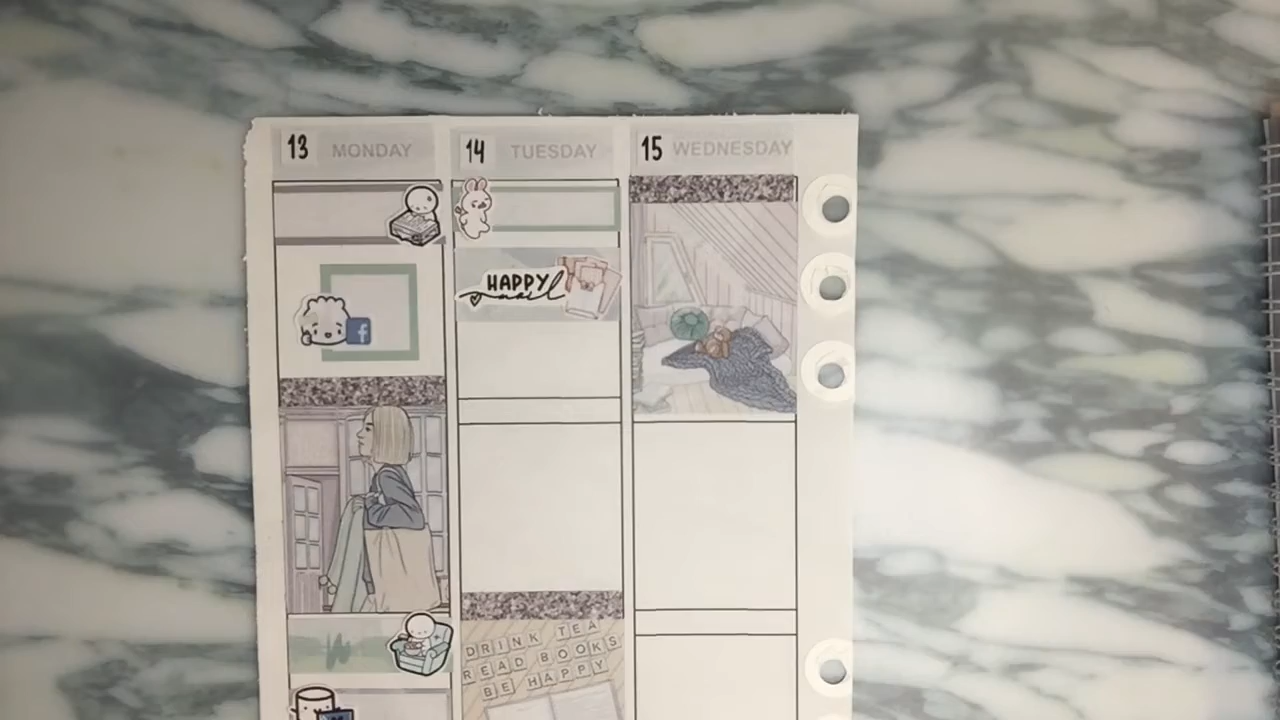 13 MONDAY
14 TUESDAY
15 WEDNESDAY
HAPPY
mail
f
DRINK TEA
READ BOOKS
BE HAPPY